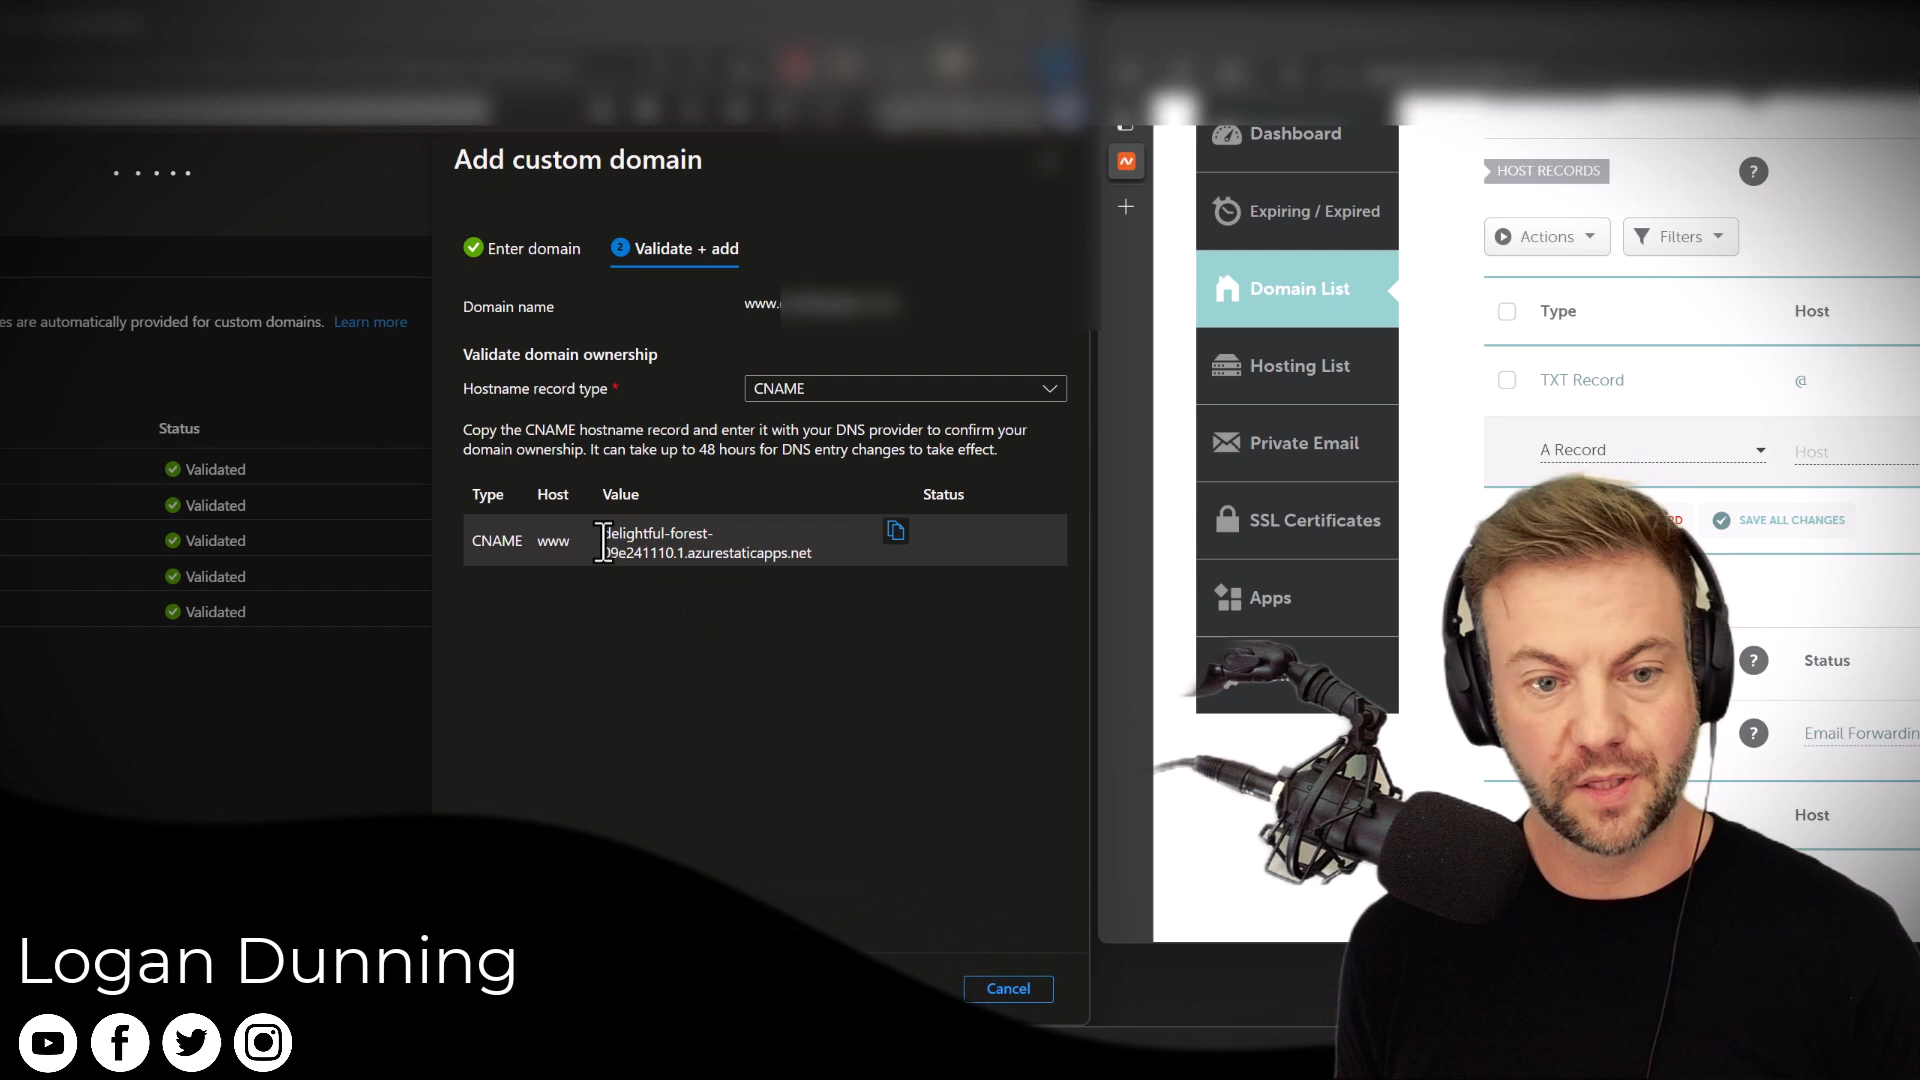 Add custom domain
Enter domain
2 Validate + add
Domain name
www.
es are automatically provided for custom domains. Learn more
Validate domain ownership
Hostname record type *
CNAME
Copy the CNAME hostname record and enter it with your DNS provider to confirm your
domain ownership. It can take up to 48 hours for DNS entry changes to take effect.
Status
Validated
Validated
Validated
Validated
Validated
Type Host Value Status
CNAME www delightful-forest-
09e241110.1.azurestaticapps.net
Cancel
Dashboard
Expiring / Expired
Domain List
Hosting List
Private Email
SSL Certificates
Apps
HOST RECORDS
?
Actions
Filters
Type Host
TXT Record @
A Record Host
RD SAVE ALL CHANGES
? Status
? Email Forwardin
Host
Logan Dunning